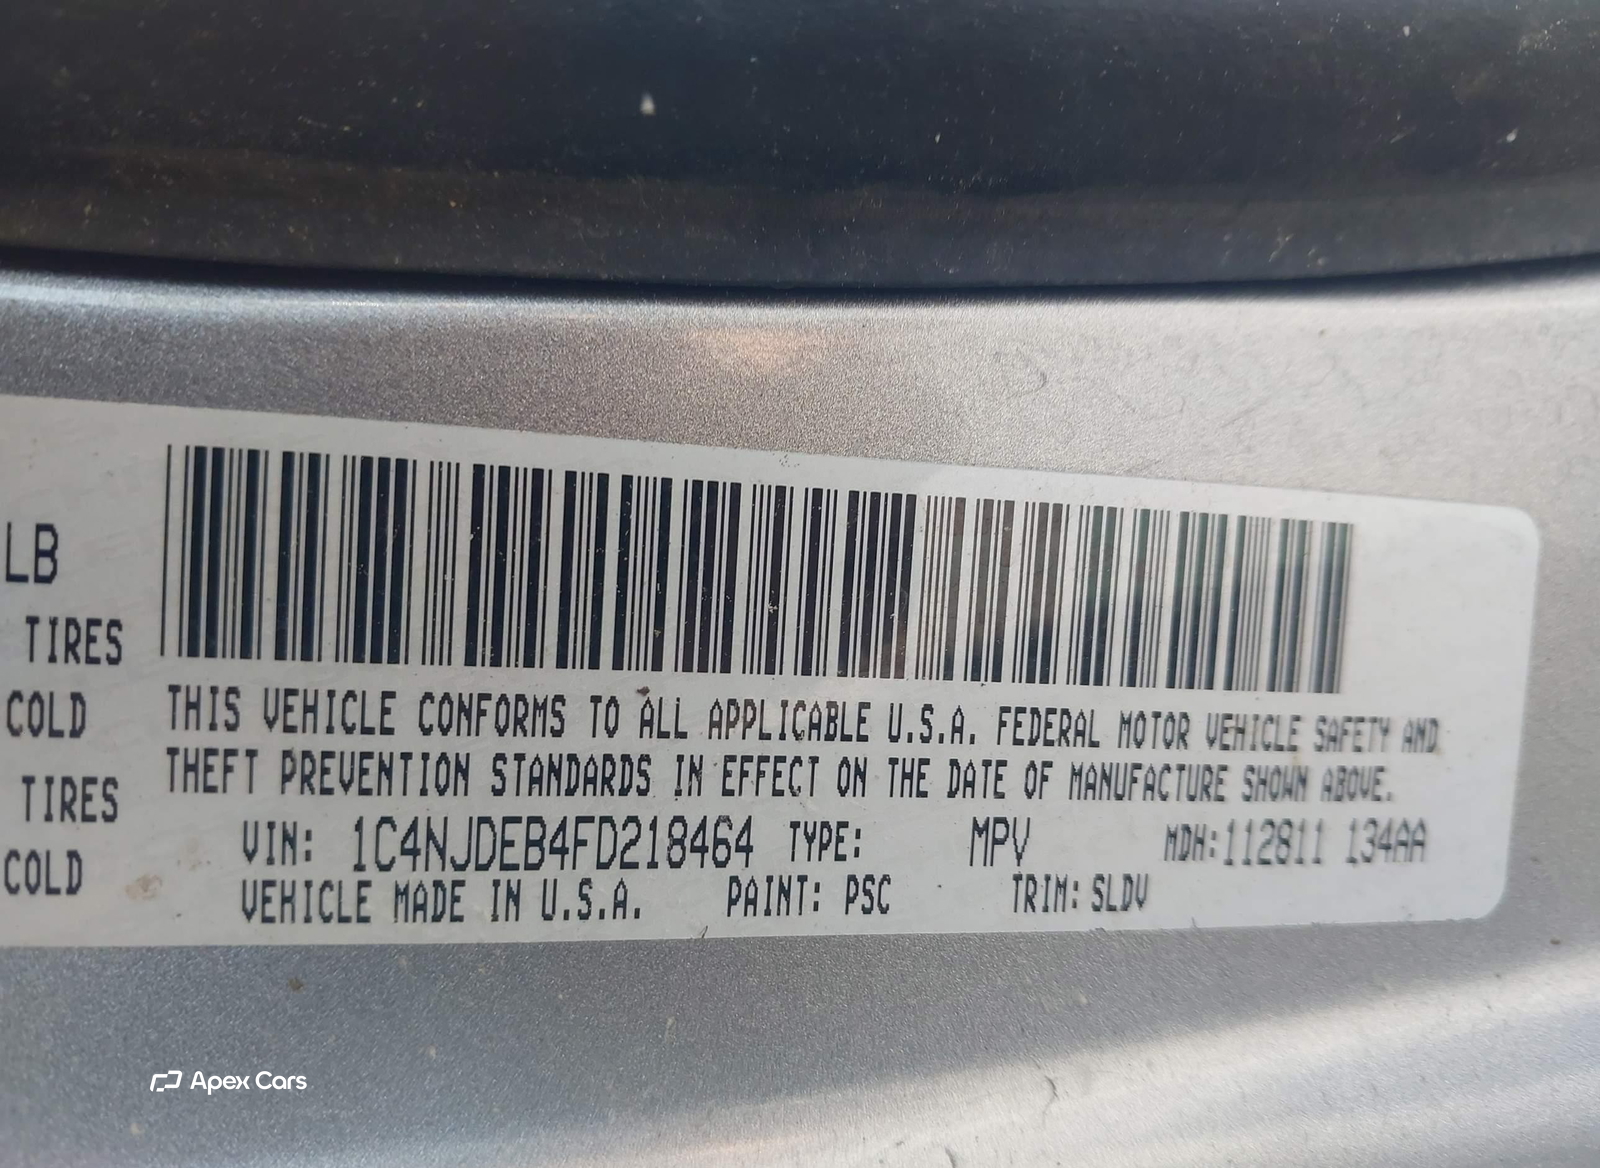 LB
TIRES
COLD
TIRES
COLD
THIS VEHICLE CONFORMS TO ALL APPLICABLE U.S.A. FEDERAL MOTOR VEHICLE SAFETY AND
THEFT PREVENTION STANDARDS IN EFFECT ON THE DATE OF MANUFACTURE SHOWN ABOVE.
VIN: 1C4NJDEB4FD218464 TYPE: MPV MDH:112811 134AA
VEHICLE MADE IN U.S.A. PAINT: PSC TRIM: SLDV
Apex Cars